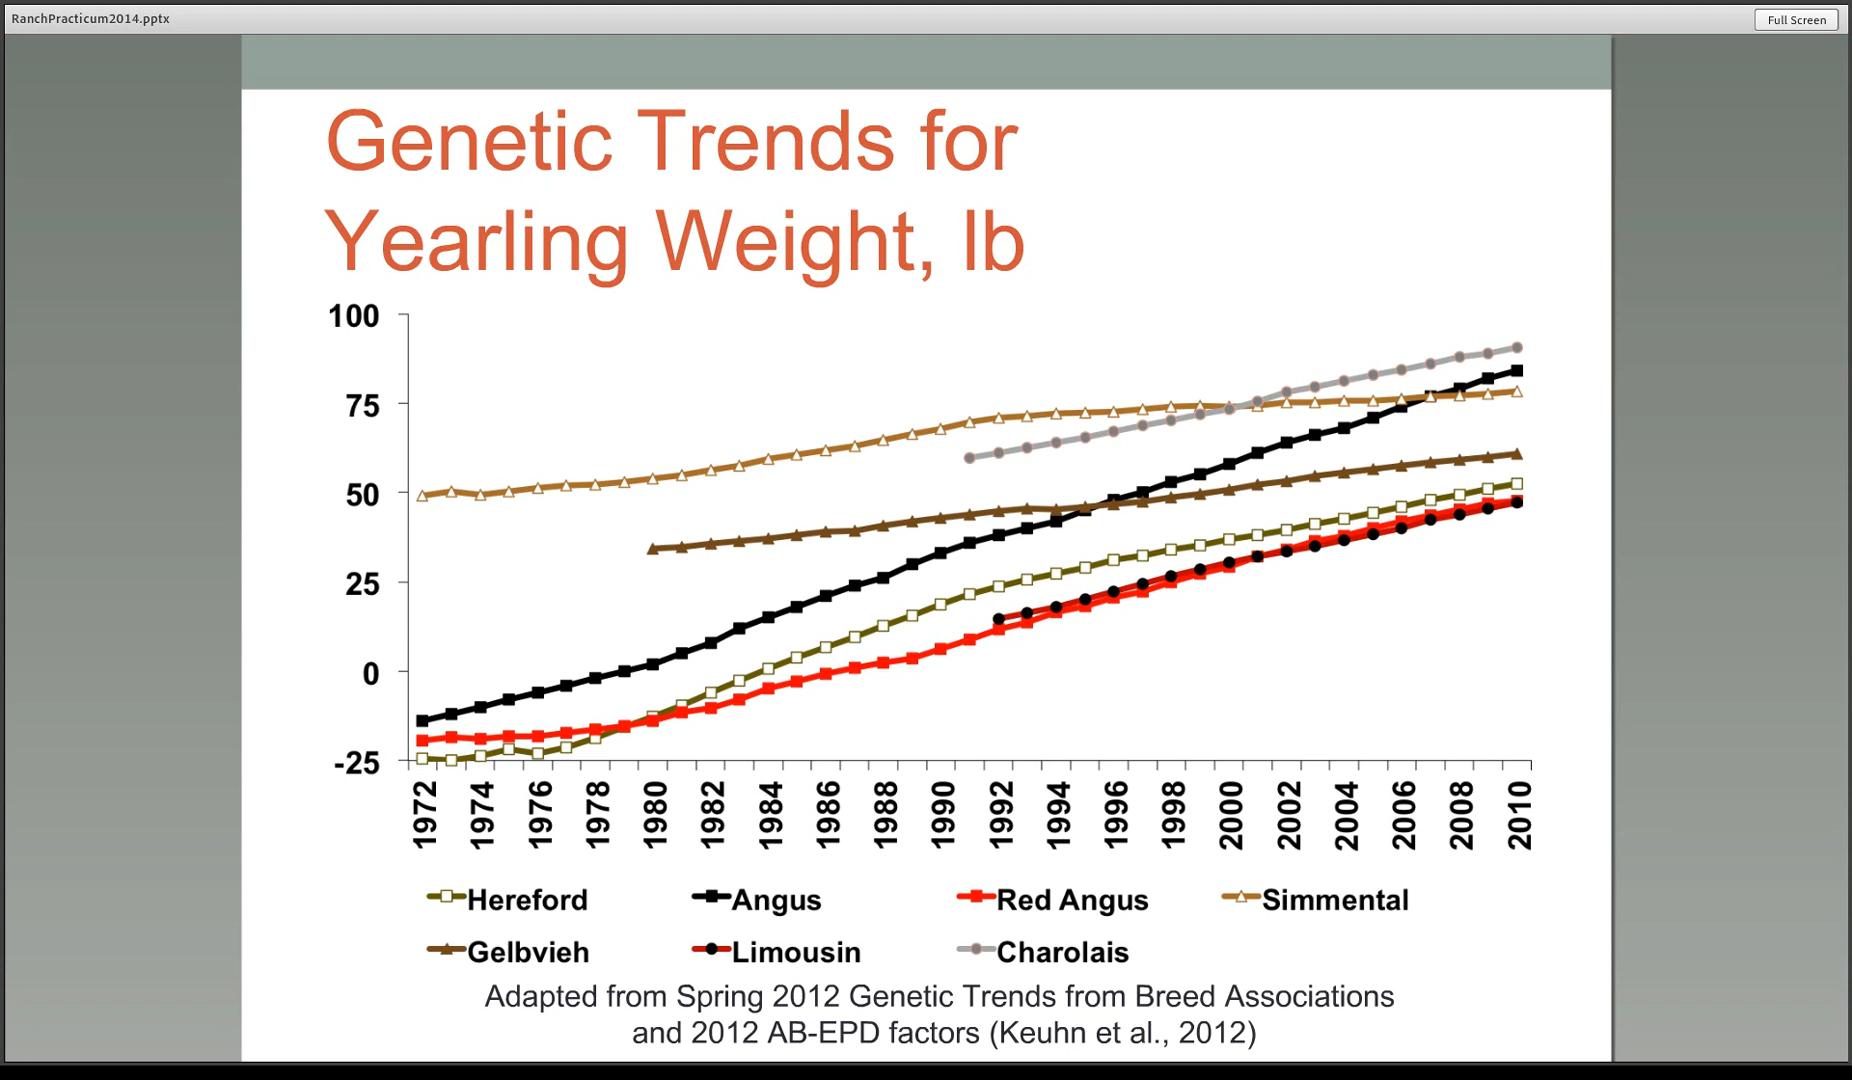 RanchPracticum2014.pptx
Full Screen
Genetic Trends for
Yearling Weight, lb
100
75
50
25
0
-25
1972 1974 1976 1978 1980 1982 1984 1986 1988 1990 1992 1994 1996 1998 2000 2002 2004 2006 2008 2010
Hereford Angus Red Angus Simmental
Gelbvieh Limousin Charolais
Adapted from Spring 2012 Genetic Trends from Breed Associations
and 2012 AB-EPD factors (Keuhn et al., 2012)